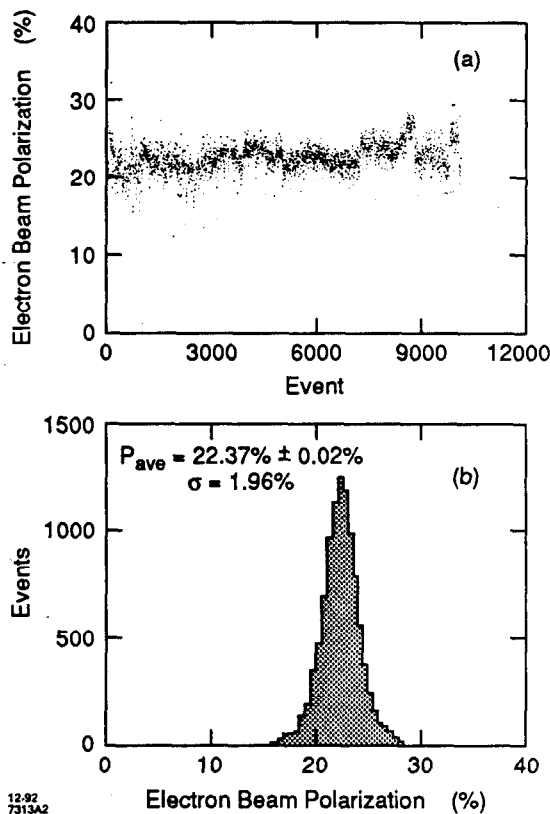 40
30
20
10
0
Electron Beam Polarization (%)
(a)
0 3000 6000 9000 12000
Event
1500
1000
500
0
Events
Pave = 22.37% ± 0.02%
σ = 1.96%
(b)
0 10 20 30 40
Electron Beam Polarization (%)
12-92
7313A2